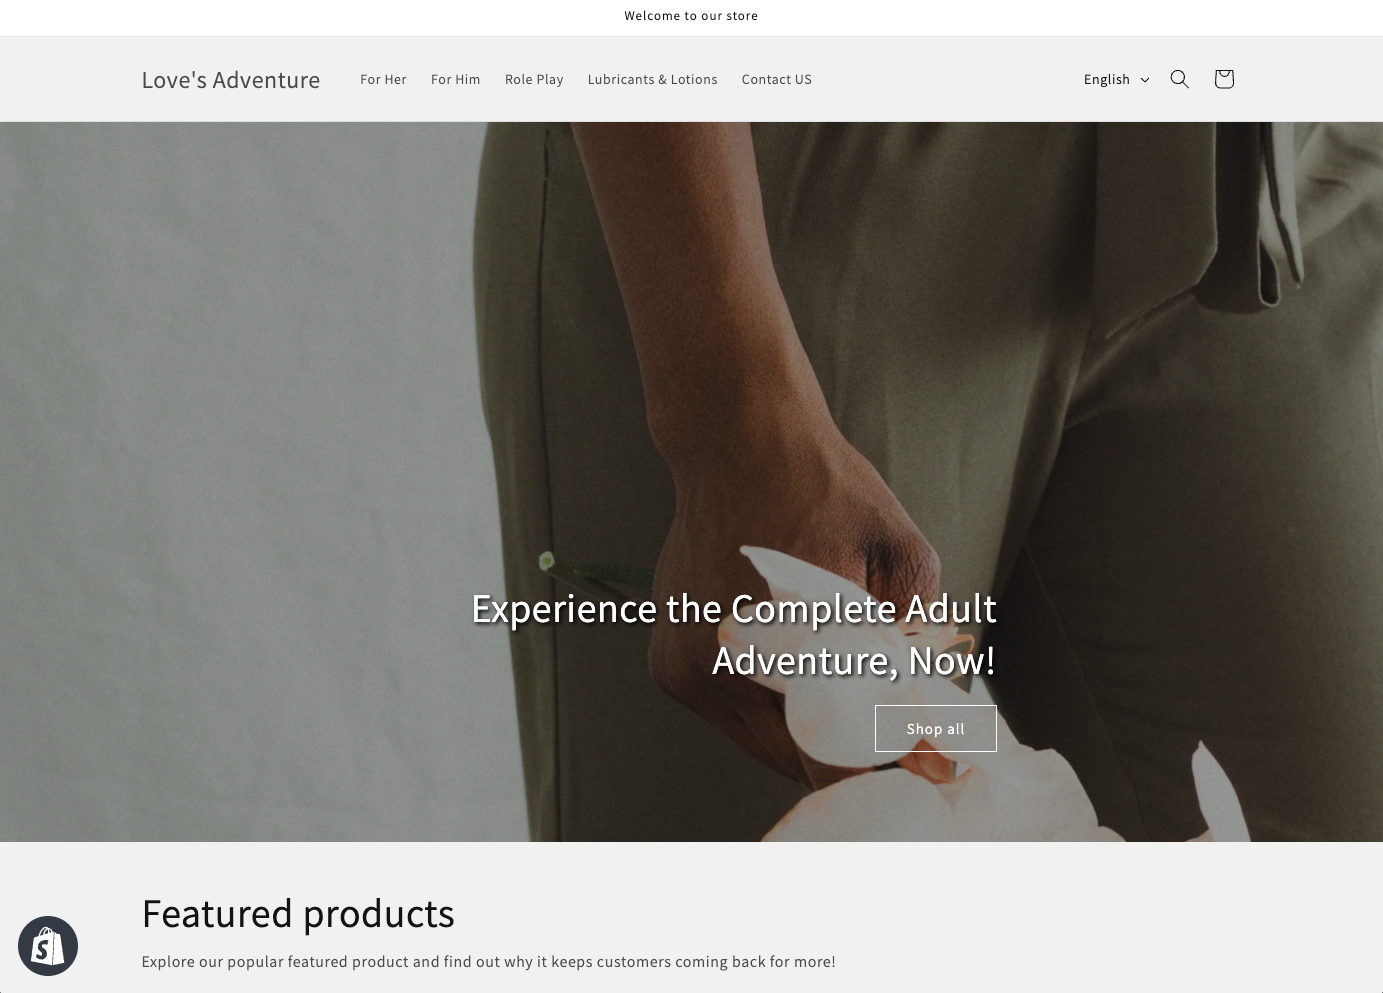 Welcome to our store
Love's Adventure
For Her
For Him
Role Play
Lubricants & Lotions
Contact US
English
Experience the Complete Adult
Adventure, Now!
Shop all
Featured products
Explore our popular featured product and find out why it keeps customers coming back for more!